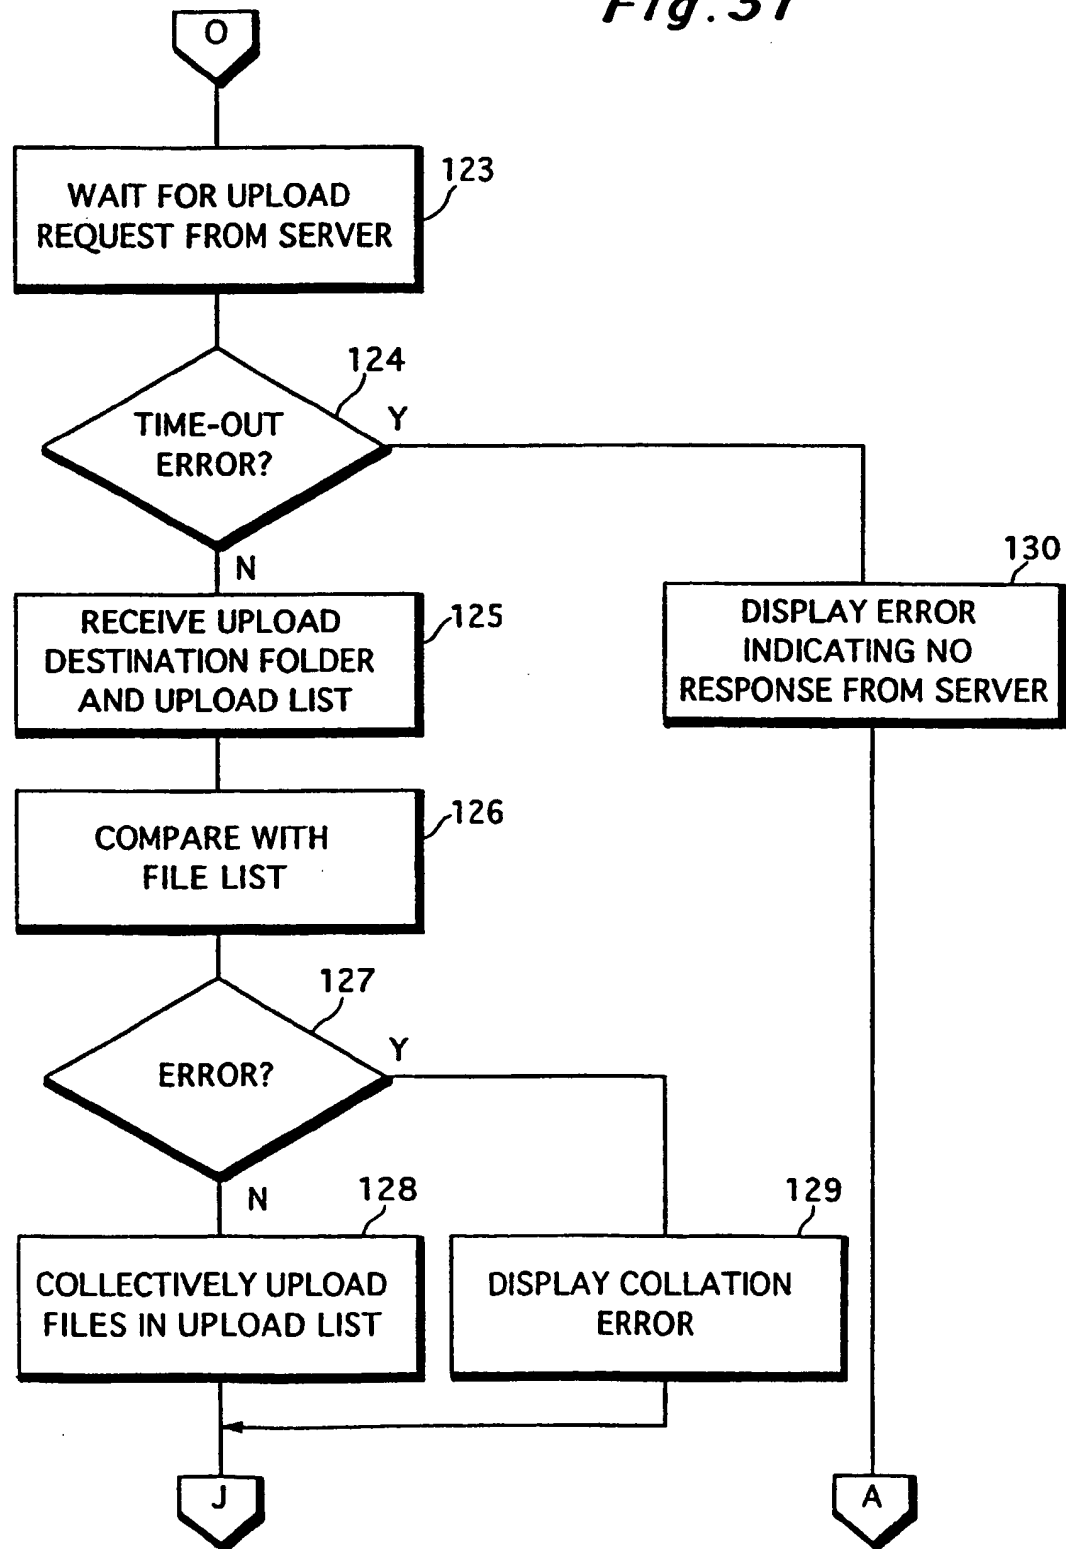 Fig. 31
O
123
WAIT FOR UPLOAD
REQUEST FROM SERVER
124
TIME-OUT
ERROR?
Y
N
130
DISPLAY ERROR
INDICATING NO
RESPONSE FROM SERVER
125
RECEIVE UPLOAD
DESTINATION FOLDER
AND UPLOAD LIST
126
COMPARE WITH
FILE LIST
127
ERROR?
Y
N
128
COLLECTIVELY UPLOAD
FILES IN UPLOAD LIST
129
DISPLAY COLLATION
ERROR
J
A